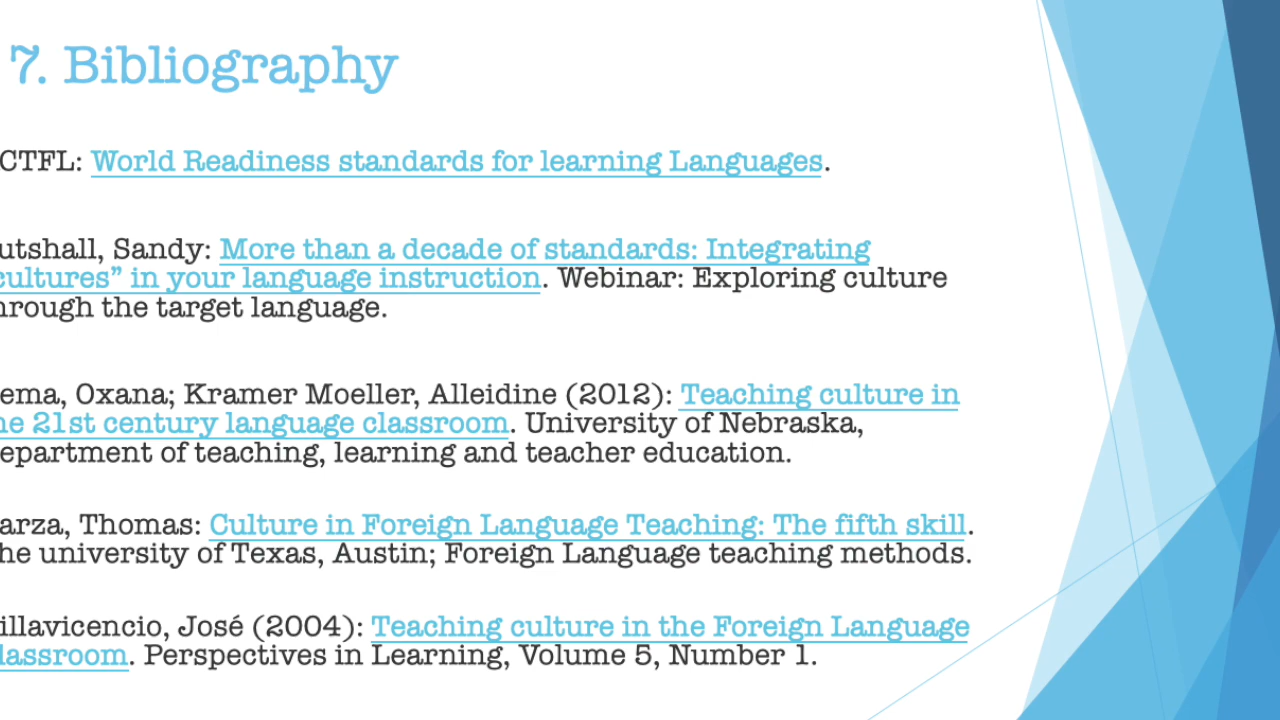 7. Bibliography
CTFL: World Readiness standards for learning Languages.
utshall, Sandy: More than a decade of standards: Integrating
cultures” in your language instruction. Webinar: Exploring culture
hrough the target language.
ema, Oxana; Kramer Moeller, Alleidine (2012): Teaching culture in
he 21st century language classroom. University of Nebraska,
epartment of teaching, learning and teacher education.
arza, Thomas: Culture in Foreign Language Teaching: The fifth skill.
he university of Texas, Austin; Foreign Language teaching methods.
illavicencio, José (2004): Teaching culture in the Foreign Language
lassroom. Perspectives in Learning, Volume 5, Number 1.